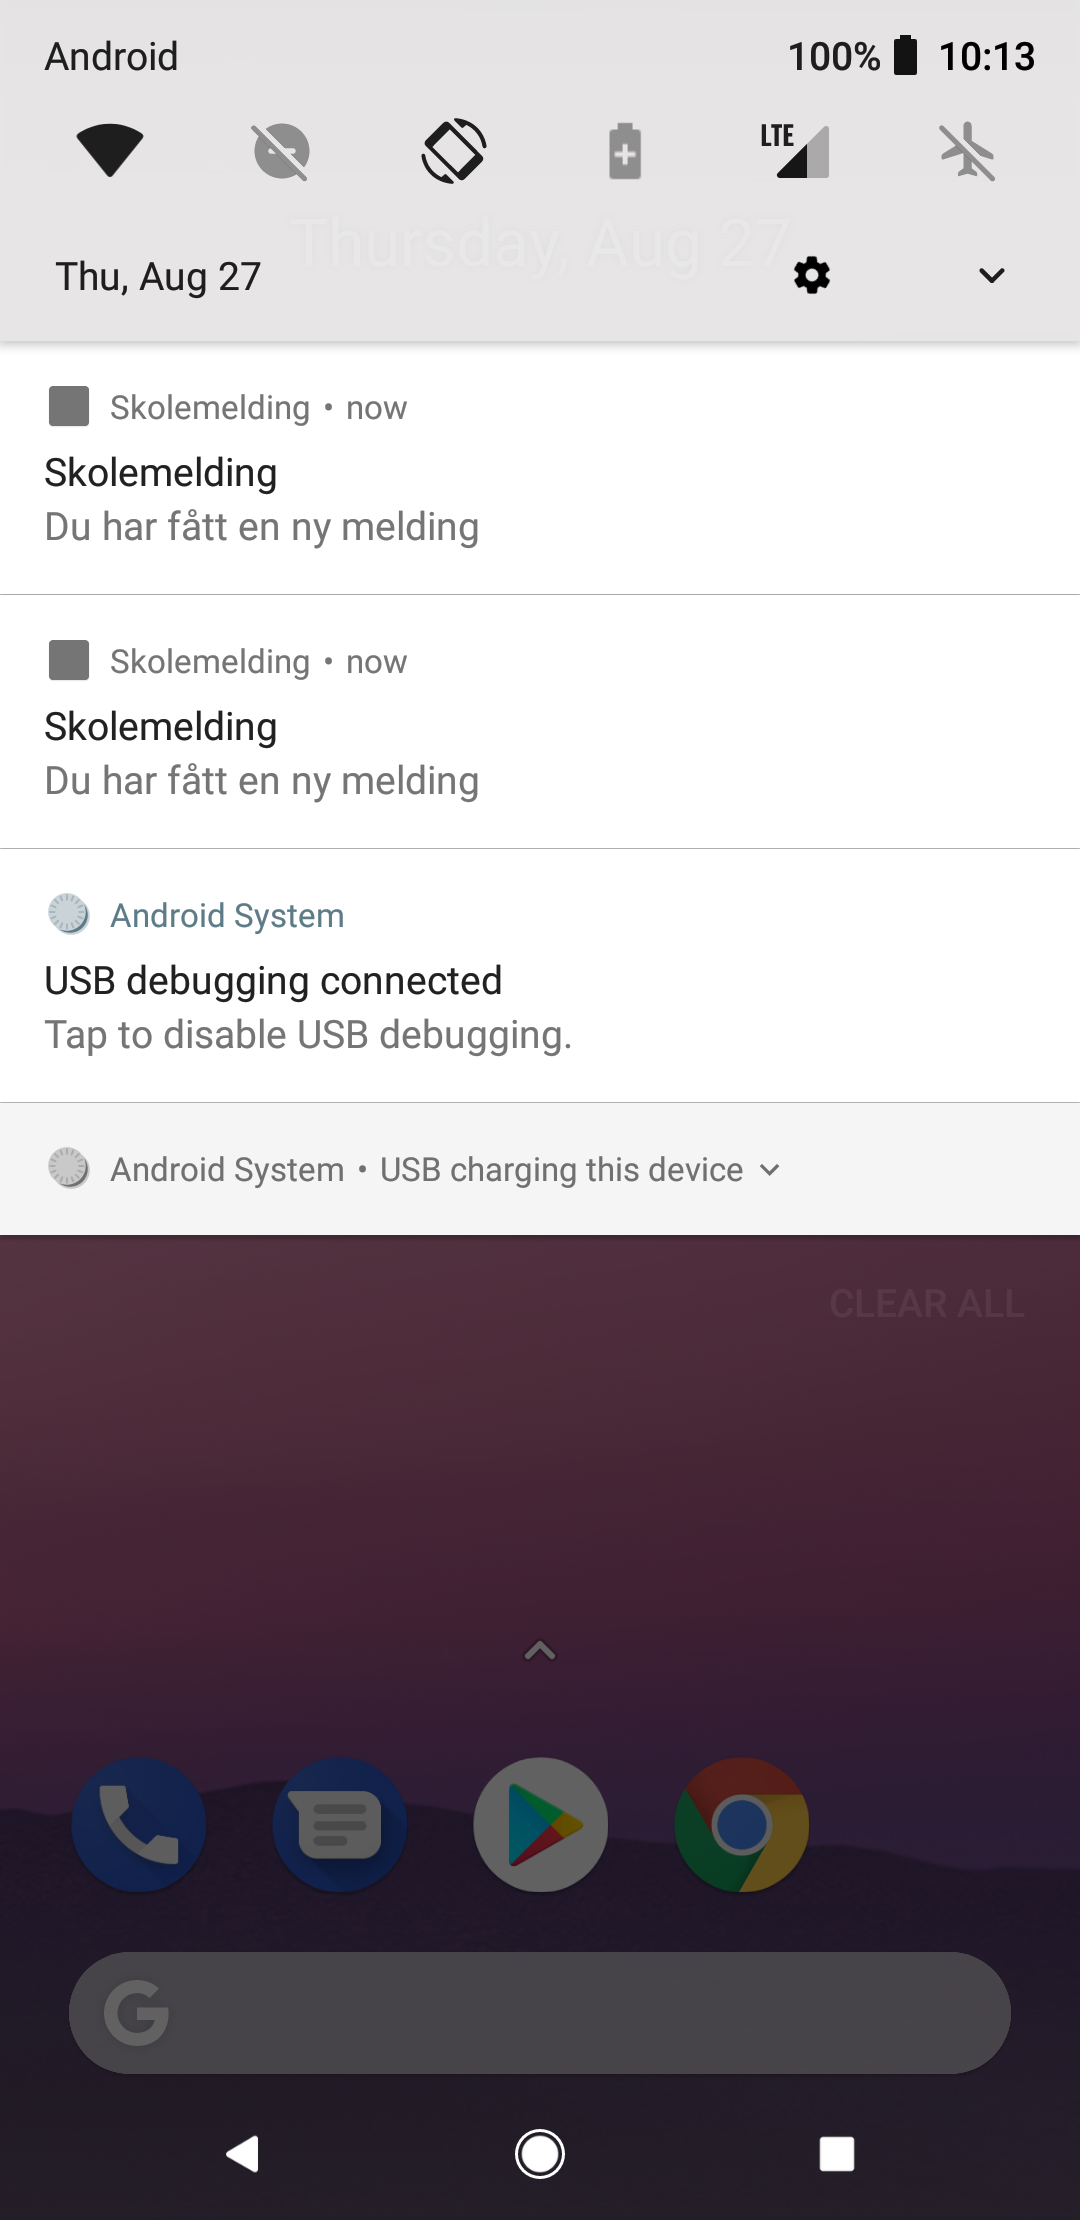 Android
100% 10:13
LTE
Thursday, Aug 27
Thu, Aug 27
Skolemelding • now
Skolemelding
Du har fått en ny melding
Skolemelding • now
Skolemelding
Du har fått en ny melding
Android System
USB debugging connected
Tap to disable USB debugging.
Android System • USB charging this device
CLEAR ALL